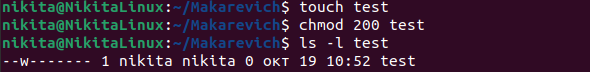 nikita@NikitaLinux:~/Makarevich$ touch test
nikita@NikitaLinux:~/Makarevich$ chmod 200 test
nikita@NikitaLinux:~/Makarevich$ ls -l test
--w------- 1 nikita nikita 0 окт 19 10:52 test